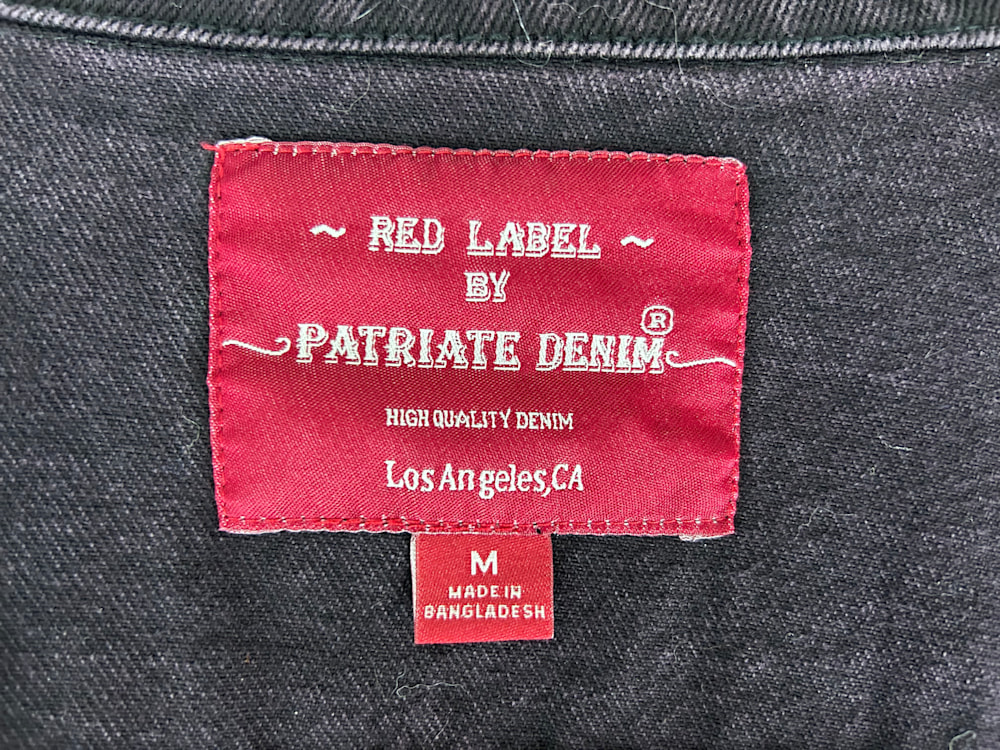 ~ RED LABEL ~
BY
PATRIATE DENIM®
HIGH QUALITY DENIM
Los Angeles, CA
M
MADE IN
BANGLADESH